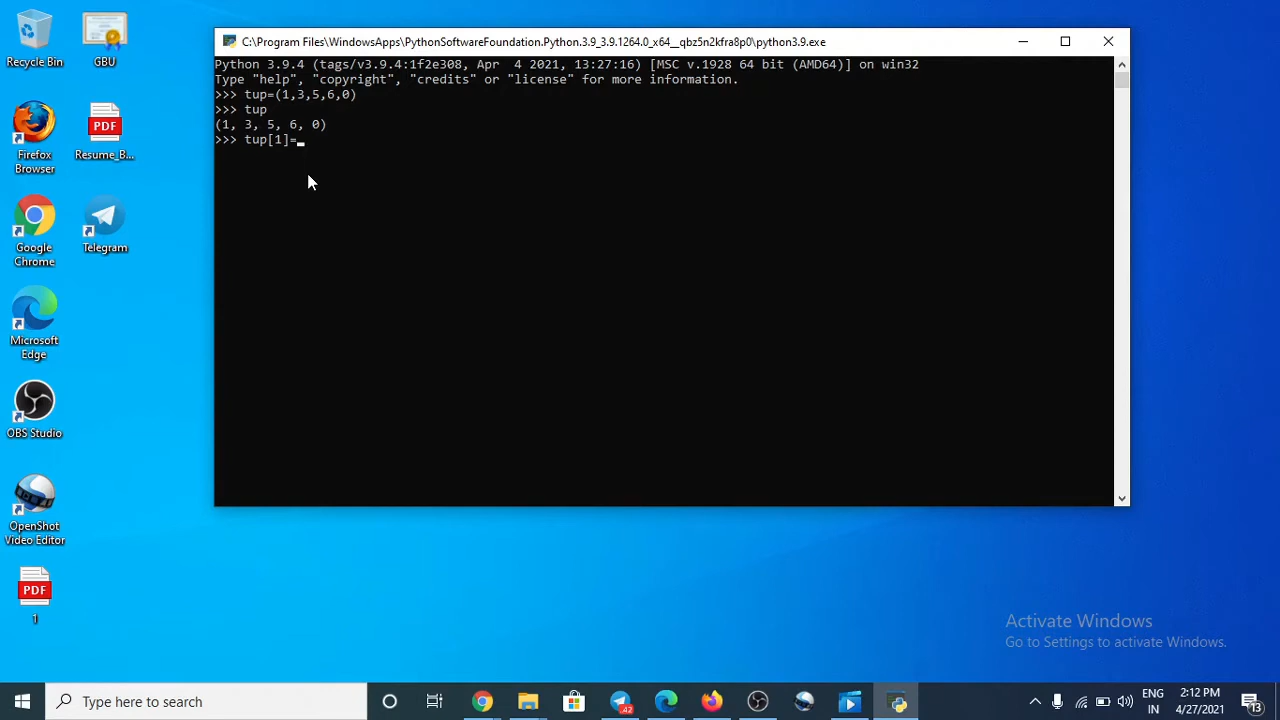 C:\Program Files\WindowsApps\PythonSoftwareFoundation.Python.3.9_3.9.1264.0_x64__qbz5n2kfra8p0\python3.9.exe
Python 3.9.4 (tags/v3.9.4:1f2e308, Apr  4 2021, 13:27:16) [MSC v.1928 64 bit (AMD64)] on win32
Type "help", "copyright", "credits" or "license" for more information.
>>> tup=(1,3,5,6,0)
>>> tup
(1, 3, 5, 6, 0)
>>> tup[1]=_
Recycle Bin
GBU
PDF
Firefox Browser
Resume_B...
Google Chrome
Telegram
Microsoft Edge
OBS Studio
OpenShot Video Editor
PDF
1
Activate Windows
Go to Settings to activate Windows.
Type here to search
42
ENG
IN
2:12 PM
4/27/2021
13